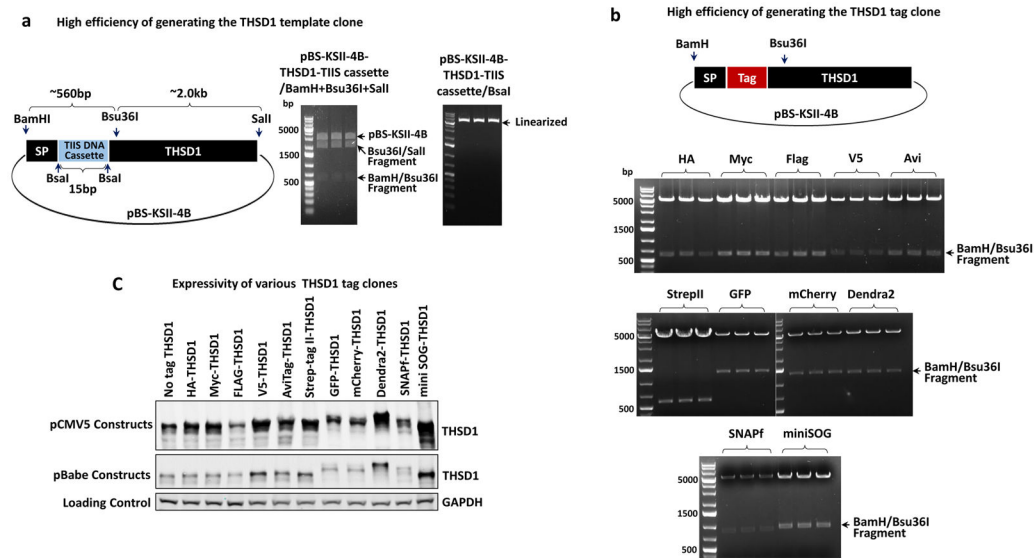 a
High efficiency of generating the THSD1 template clone
pBS-KSII-4B-
THSD1-TIIS cassette
/BamH+Bsu36I+SalI
pBS-KSII-4B-
THSD1-TIIS
cassette/BsaI
~560bp
~2.0kb
BamHI
Bsu36I
SalI
SP
TIIS DNA
Cassette
THSD1
BsaI
BsaI
15bp
pBS-KSII-4B
bp
5000
1500
500
pBS-KSII-4B
Bsu36I/SalI
Fragment
BamH/Bsu36I
Fragment
Linearized
b
High efficiency of generating the THSD1 tag clone
BamH
Bsu36I
SP
Tag
THSD1
pBS-KSII-4B
HA
Myc
Flag
V5
Avi
bp
5000
1500
500
BamH/Bsu36I
Fragment
StrepII
GFP
mCherry
Dendra2
5000
1500
500
BamH/Bsu36I
Fragment
SNAPf
miniSOG
5000
1500
500
BamH/Bsu36I
Fragment
C
Expressivity of various THSD1 tag clones
No tag THSD1
HA-THSD1
Myc-THSD1
FLAG-THSD1
V5-THSD1
AviTag-THSD1
Strep-tag II-THSD1
GFP-THSD1
mCherry-THSD1
Dendra2-THSD1
SNAPf-THSD1
mini SOG-THSD1
pCMV5 Constructs
THSD1
pBabe Constructs
THSD1
Loading Control
GAPDH